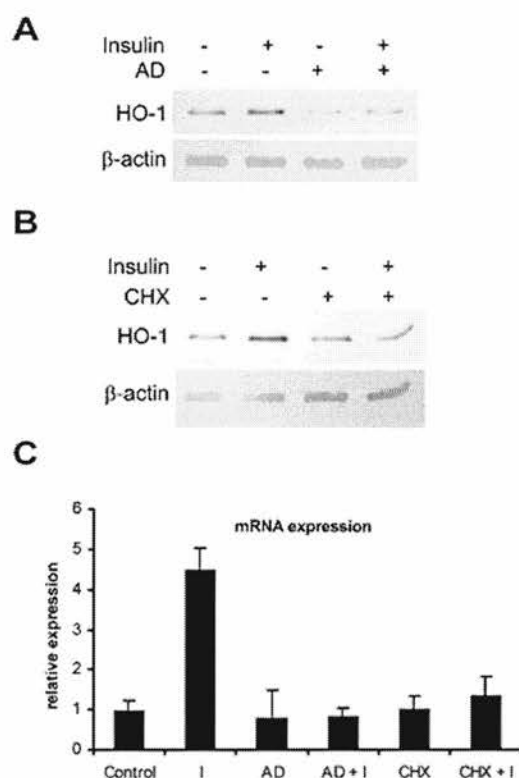 A
Insulin - + - +
AD - - + +
HO-1
β-actin
B
Insulin - + - +
CHX - - + +
HO-1
β-actin
C
mRNA expression
relative expression
6
5
4
3
2
1
0
Control I AD AD + I CHX CHX + I